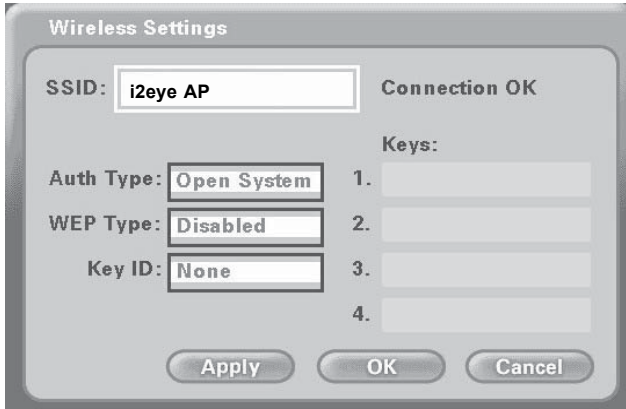 Wireless Settings
SSID: i2eye AP
Connection OK
Keys:
Auth Type: Open System 1.
WEP Type: Disabled 2.
Key ID: None 3.
4.
Apply OK Cancel